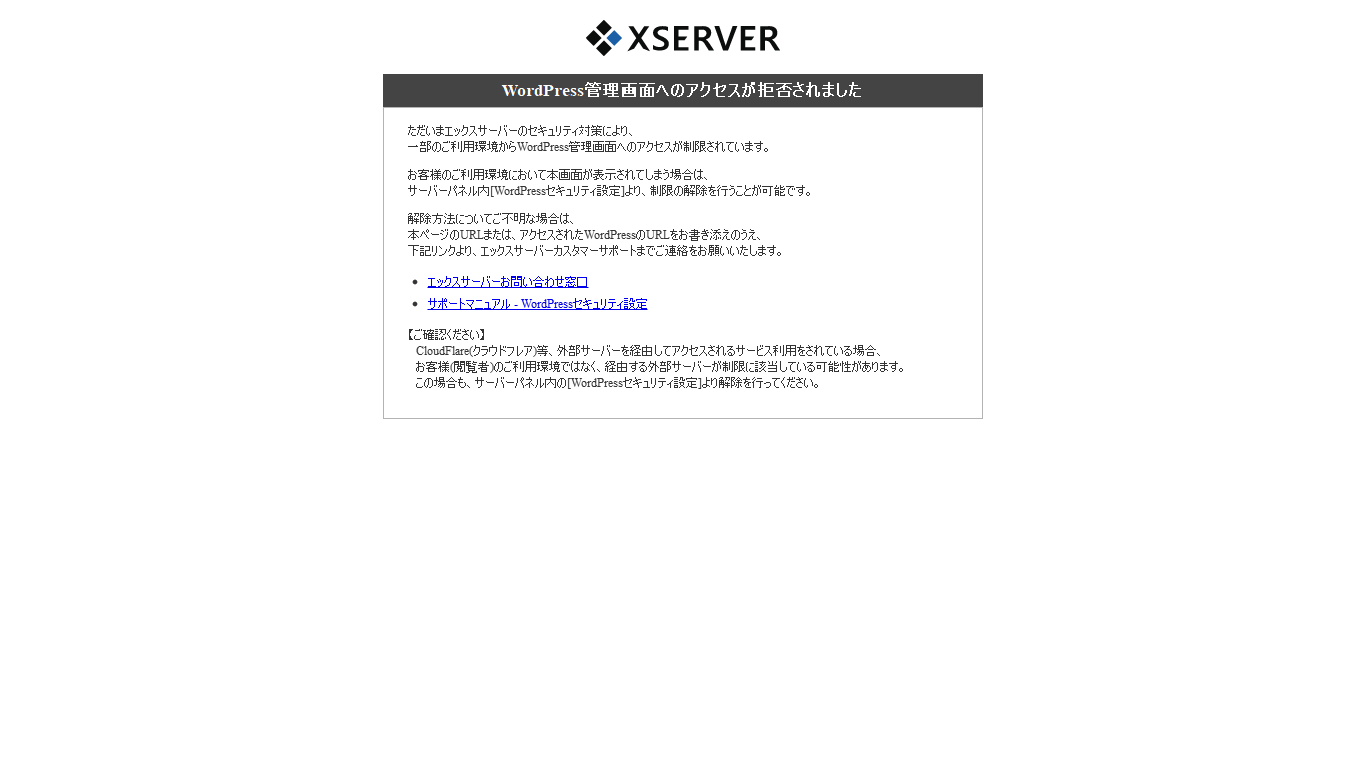 XSERVER
WordPress管理画面へのアクセスが拒否されました
ただいまエックスサーバーのセキュリティ対策により、
一部のご利用環境からWordPress管理画面へのアクセスが制限されています。
お客様のご利用環境において本画面が表示されてしまう場合は、
サーバーパネル内[WordPressセキュリティ設定]より、制限の解除を行うことが可能です。
解除方法についてご不明な場合は、
本ページのURLまたは、アクセスされたWordPressのURLをお書き添えのうえ、
下記リンクより、エックスサーバーカスタマーサポートまでご連絡をお願いいたします。
• エックスサーバーお問い合わせ窓口
• サポートマニュアル - WordPressセキュリティ設定
【ご確認ください】
CloudFlare(クラウドフレア)等、外部サーバーを経由してアクセスされるサービス利用をされている場合、
お客様(閲覧者)のご利用環境ではなく、経由する外部サーバーが制限に該当している可能性があります。
この場合も、サーバーパネル内の[WordPressセキュリティ設定]より解除を行ってください。